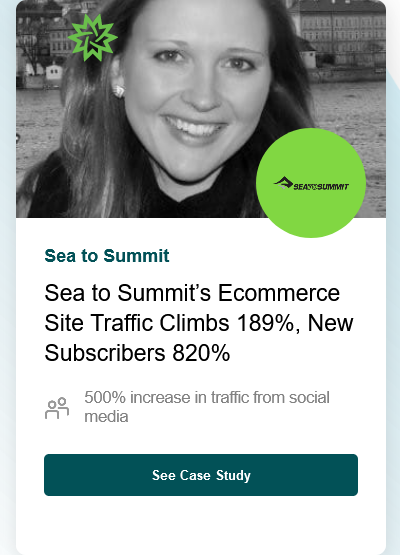 SEA TO SUMMIT
Sea to Summit
Sea to Summit’s Ecommerce
Site Traffic Climbs 189%, New
Subscribers 820%
500% increase in traffic from social
media
See Case Study